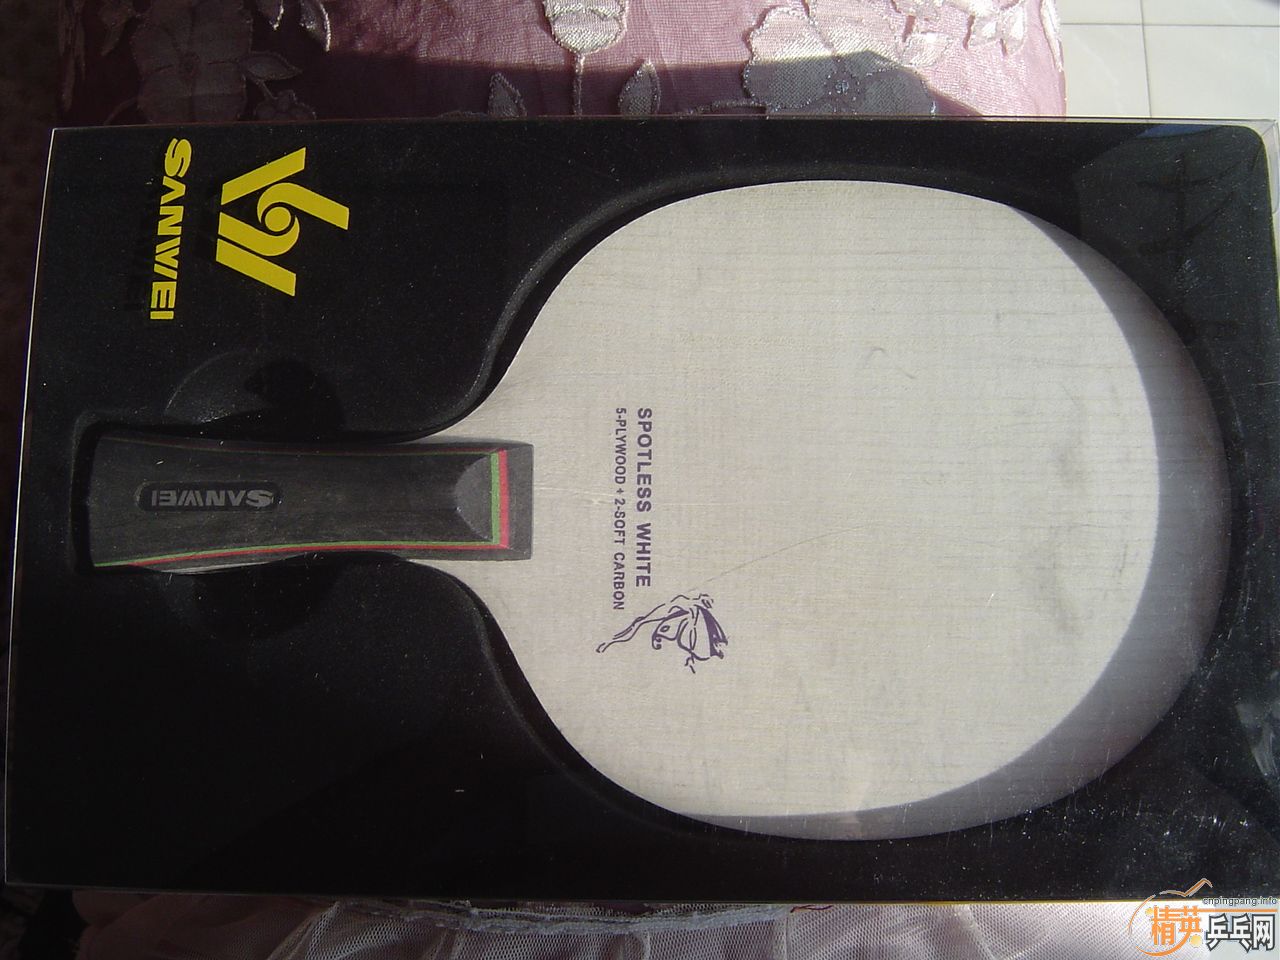 SANWEI
SPOTLESS WHITE
5-PLYWOOD + 2-SOFT CARBON
SANWEI
cnpingpang.info
精英乒乓网